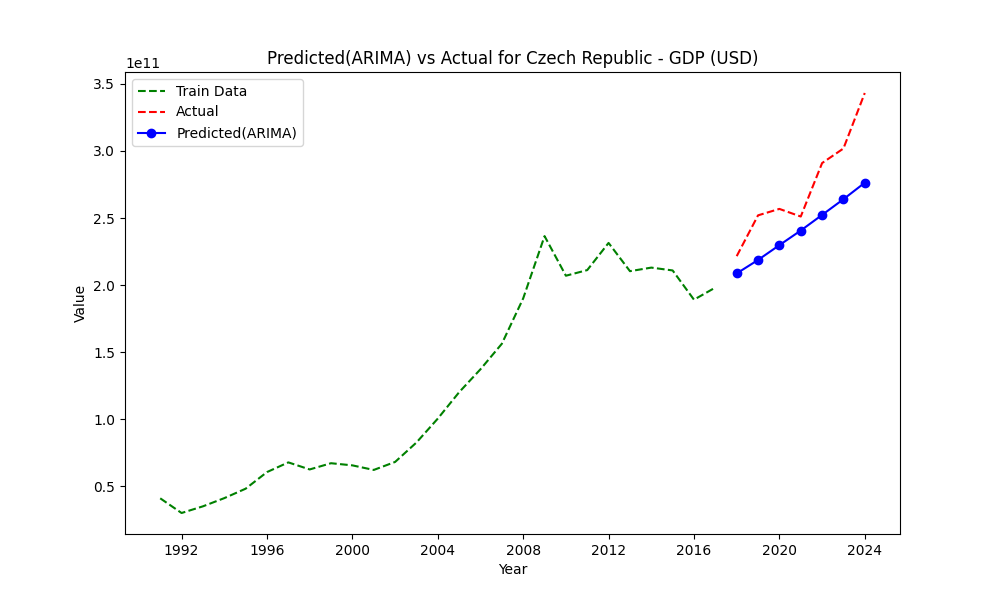 Predicted(ARIMA) vs Actual for Czech Republic - GDP (USD)
1e11
Train Data
Actual
Predicted(ARIMA)
3.5
3.0
2.5
2.0
1.5
1.0
0.5
Value
1992 1996 2000 2004 2008 2012 2016 2020 2024
Year